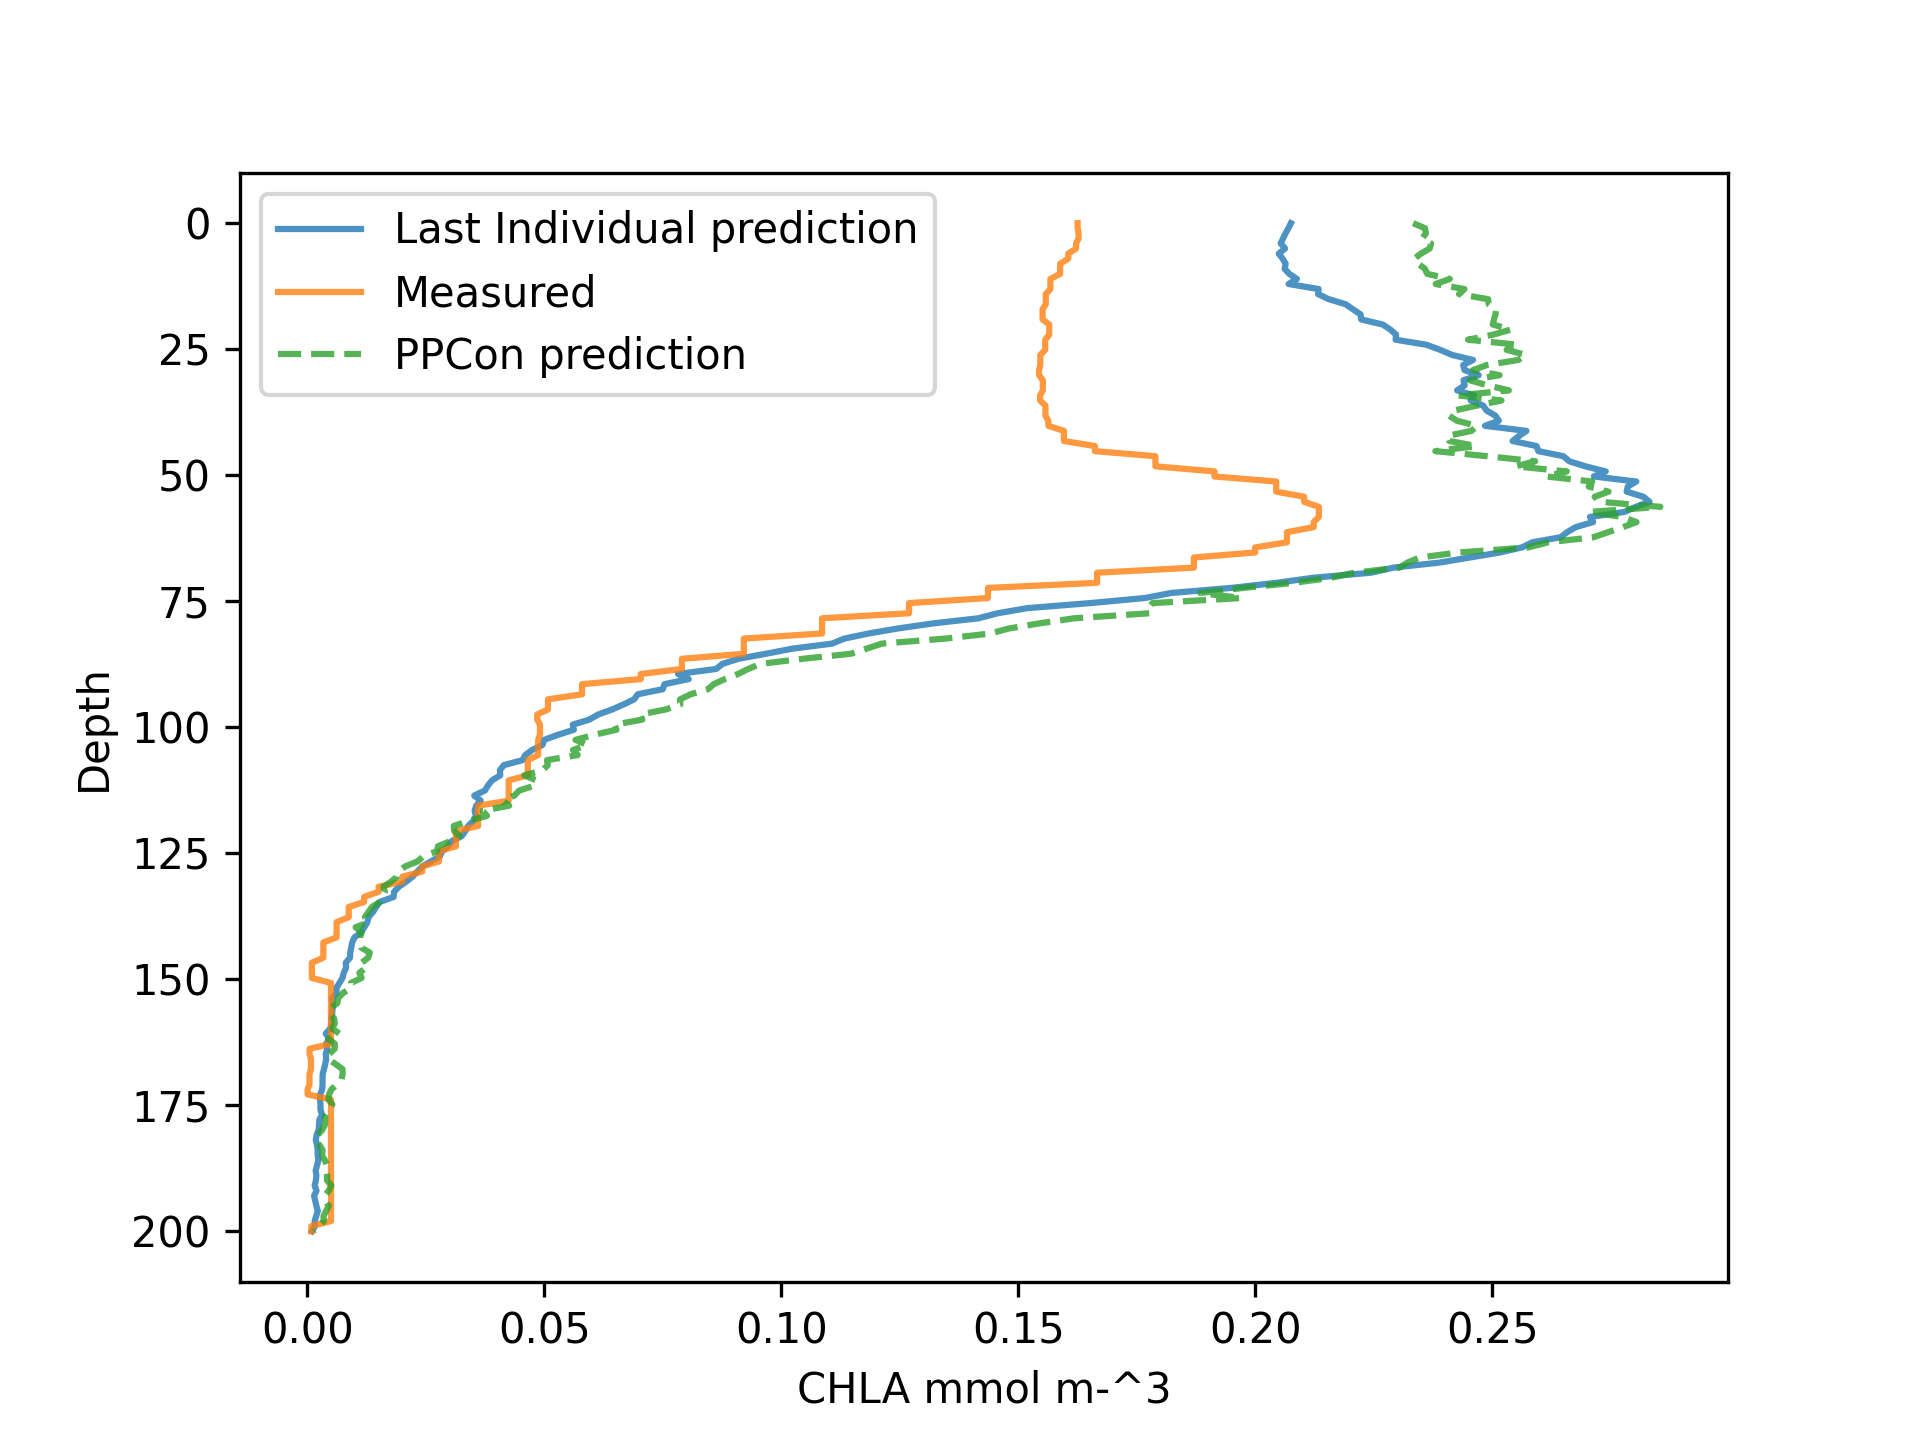 Last Individual prediction
Measured
PPCon prediction
0
25
50
75
100
125
150
175
200
Depth
0.00 0.05 0.10 0.15 0.20 0.25
CHLA mmol m-^3